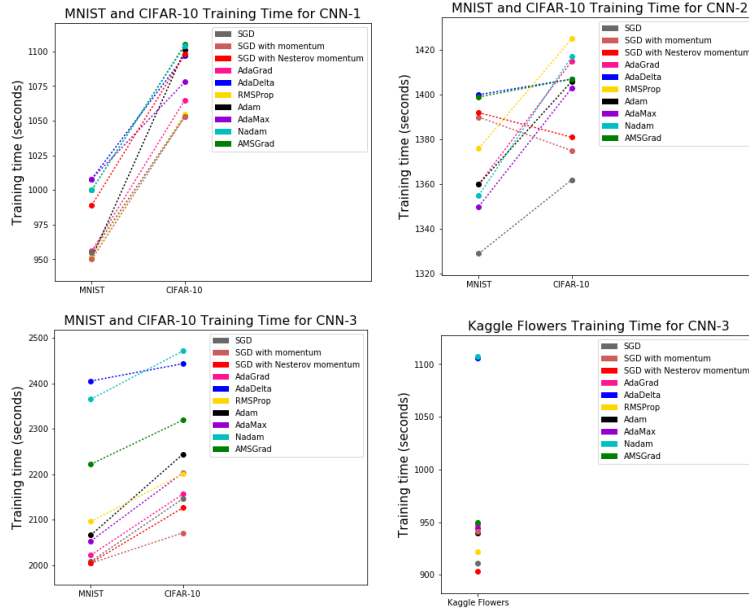 MNIST and CIFAR-10 Training Time for CNN-1
Training time (seconds)
1100
1075
1050
1025
1000
975
950
MNIST
CIFAR-10
SGD
SGD with momentum
SGD with Nesterov momentum
AdaGrad
AdaDelta
RMSProp
Adam
AdaMax
Nadam
AMSGrad
MNIST and CIFAR-10 Training Time for CNN-2
Training time (seconds)
1420
1400
1380
1360
1340
1320
MNIST
CIFAR-10
SGD
SGD with momentum
SGD with Nesterov momentum
AdaGrad
AdaDelta
RMSProp
Adam
AdaMax
Nadam
AMSGrad
MNIST and CIFAR-10 Training Time for CNN-3
Training time (seconds)
2500
2400
2300
2200
2100
2000
MNIST
CIFAR-10
SGD
SGD with momentum
SGD with Nesterov momentum
AdaGrad
AdaDelta
RMSProp
Adam
AdaMax
Nadam
AMSGrad
Kaggle Flowers Training Time for CNN-3
Training time (seconds)
1100
1050
1000
950
900
Kaggle Flowers
SGD
SGD with momentum
SGD with Nesterov momentum
AdaGrad
AdaDelta
RMSProp
Adam
AdaMax
Nadam
AMSGrad